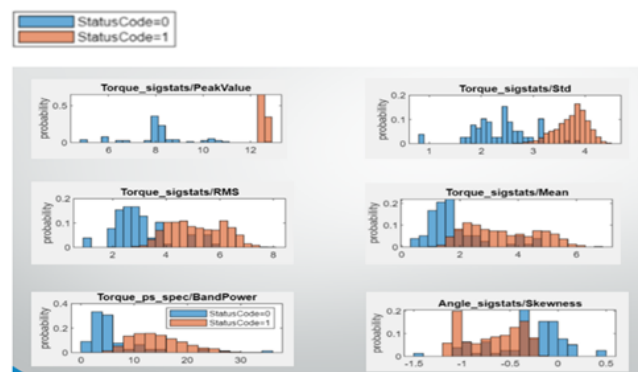 StatusCode=0
StatusCode=1
Torque_sigstats/PeakValue
probability
0.5
0
6 8 10 12
Torque_sigstats/Std
probability
0.2
0.1
0
1 2 3 4
Torque_sigstats/RMS
probability
0.2
0.1
0
2 4 6 8
Torque_sigstats/Mean
probability
0.2
0.1
0
0 2 4 6
Torque_ps_spec/BandPower
probability
0.4
0.2
0
0 10 20 30
StatusCode=0
StatusCode=1
Angle_sigstats/Skewness
probability
0.2
0.1
0
-1.5 -1 -0.5 0 0.5